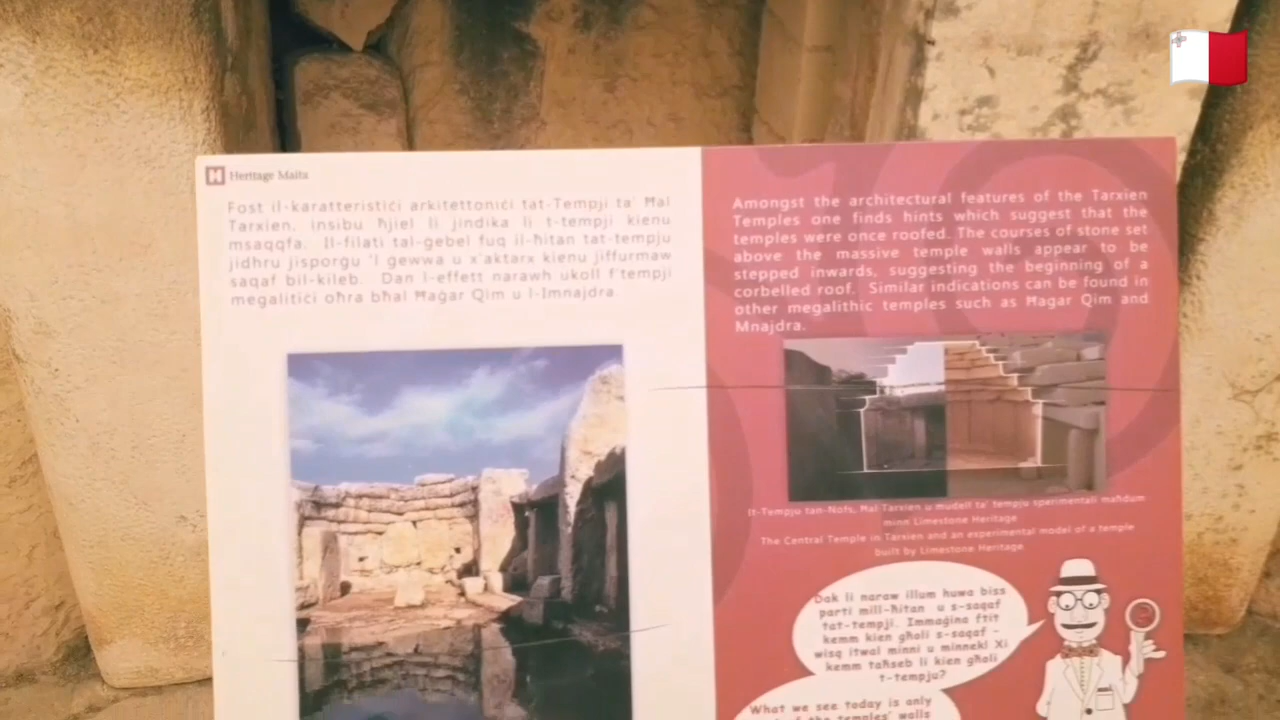 Heritage Malta
Fost il-karatteristiċi arkitettoniċi tat-Tempji ta' Ħal
Tarxien, insibu ħjiel li jindika li t-tempji kienu
msaqqfa. Il-filati tal-ġebel fuq il-ħitan tat-tempju
jidhru jisporġu 'l ġewwa u x'aktarx kienu jiffurmaw
saqaf bil-kileb. Dan l-effett narawh ukoll f'tempji
megalitiċi oħra bħal Ħaġar Qim u l-Imnajdra.
Amongst the architectural features of the Tarxien
Temples one finds hints which suggest that the
temples were once roofed. The courses of stone set
above the massive temple walls appear to be
stepped inwards, suggesting the beginning of a
corbelled roof. Similar indications can be found in
other megalithic temples such as Ħaġar Qim and
Mnajdra.
It-Tempju tan-Nofs, Ħal Tarxien u mudell ta' tempju sperimentali maħdum
minn Limestone Heritage
The Central Temple in Tarxien and an experimental model of a temple
built by Limestone Heritage.
Dak li naraw illum huwa biss
parti mill-ħitan u s-saqaf
tat-tempji. Immaġina ftit
kemm kien għoli s-saqaf -
wisq itwal minni u minnek! Xi
kemm taħseb li kien għoli
t-tempju?
What we see today is only
of the temples' walls